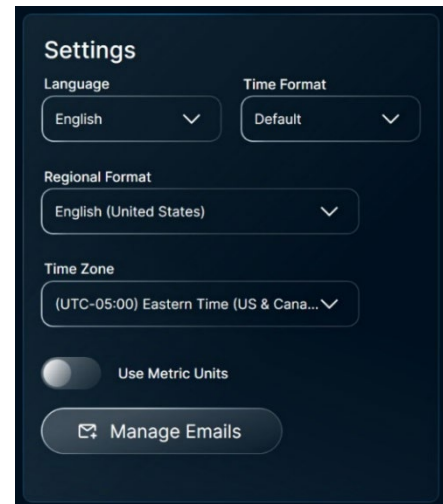 Settings
Language Time Format
English Default
Regional Format
English (United States)
Time Zone
(UTC-05:00) Eastern Time (US & Cana...
Use Metric Units
Manage Emails